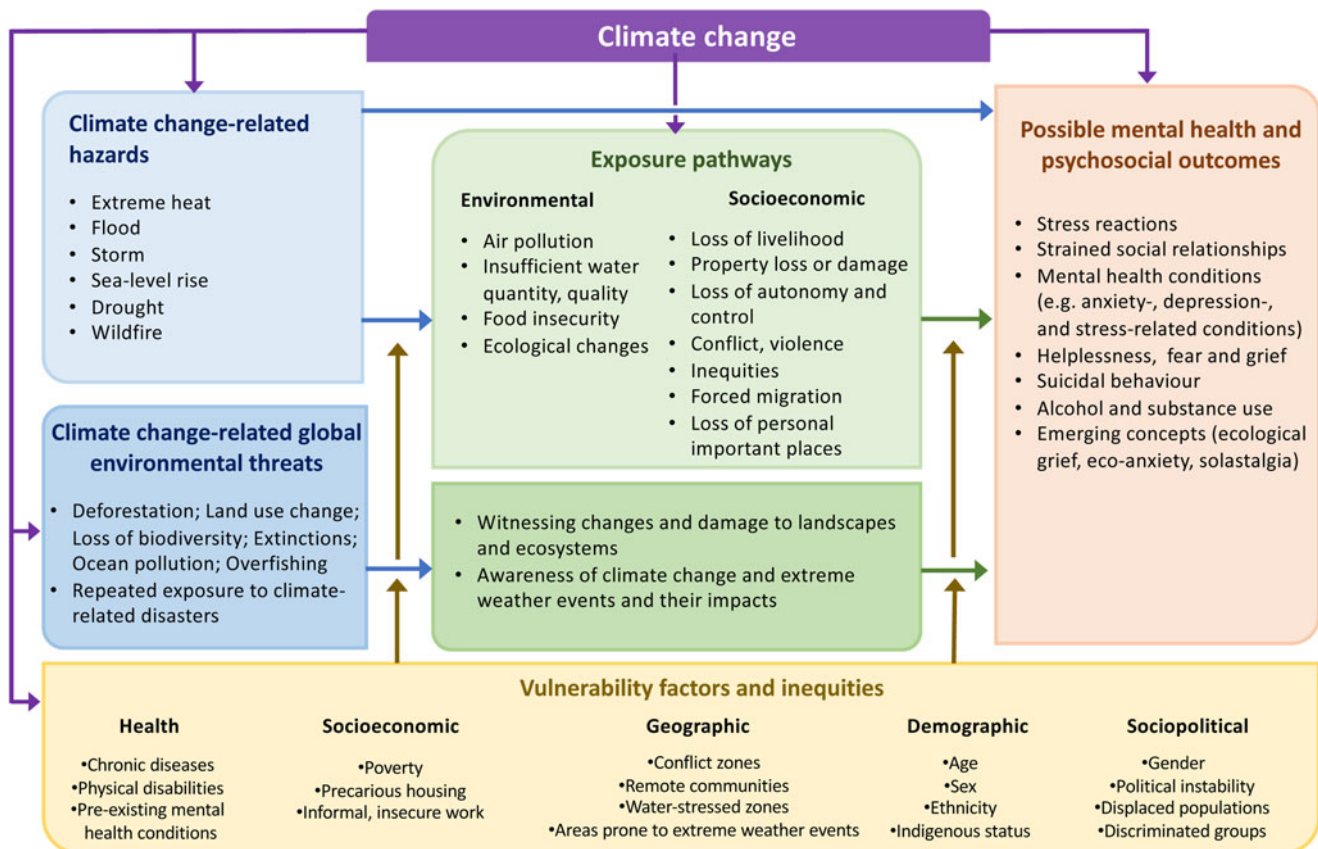 Climate change
Climate change-related
hazards
• Extreme heat
• Flood
• Storm
• Sea-level rise
• Drought
• Wildfire
Climate change-related global
environmental threats
• Deforestation; Land use change;
Loss of biodiversity; Extinctions;
Ocean pollution; Overfishing
• Repeated exposure to climate-
related disasters
Exposure pathways
Environmental
• Air pollution
• Insufficient water
quantity, quality
• Food insecurity
• Ecological changes
Socioeconomic
• Loss of livelihood
• Property loss or damage
• Loss of autonomy and
control
• Conflict, violence
• Inequities
• Forced migration
• Loss of personal
important places
• Witnessing changes and damage to landscapes
and ecosystems
• Awareness of climate change and extreme
weather events and their impacts
Possible mental health and
psychosocial outcomes
• Stress reactions
• Strained social relationships
• Mental health conditions
(e.g. anxiety-, depression-,
and stress-related conditions)
• Helplessness, fear and grief
• Suicidal behaviour
• Alcohol and substance use
• Emerging concepts (ecological
grief, eco-anxiety, solastalgia)
Vulnerability factors and inequities
Health
•Chronic diseases
•Physical disabilities
•Pre-existing mental
health conditions
Socioeconomic
•Poverty
•Precarious housing
•Informal, insecure work
Geographic
•Conflict zones
•Remote communities
•Water-stressed zones
•Areas prone to extreme weather events
Demographic
•Age
•Sex
•Ethnicity
•Indigenous status
Sociopolitical
•Gender
•Political instability
•Displaced populations
•Discriminated groups